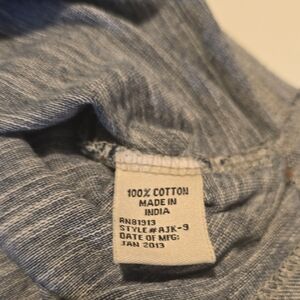 100% COTTON
MADE IN
INDIA
RN81913
STYLE#AJK-9
DATE OF MFG:
JAN 2013